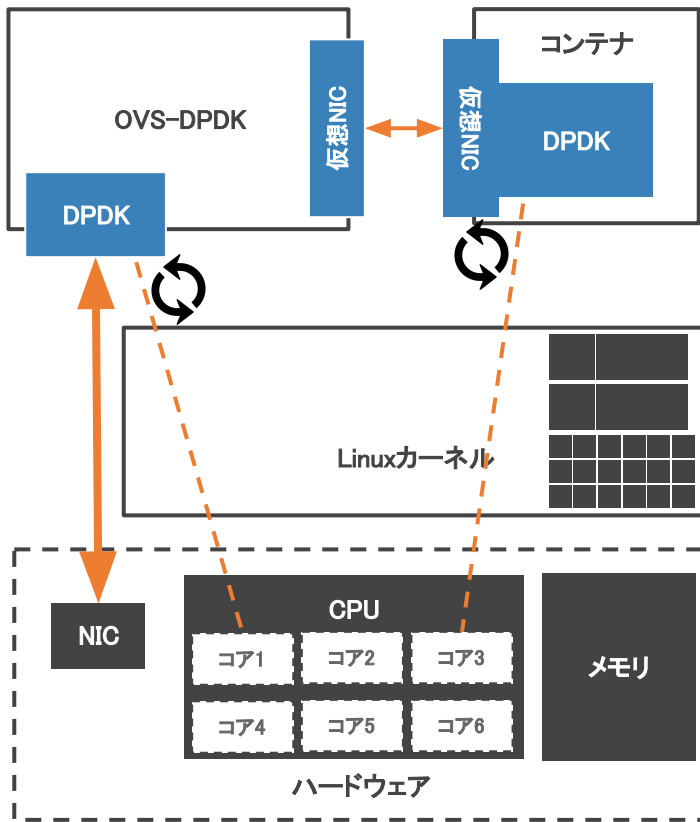 コンテナ
OVS-DPDK
仮想NIC
仮想NIC
DPDK
DPDK
Linuxカーネル
CPU
NIC
コア1
コア2
コア3
コア4
コア5
コア6
メモリ
ハードウェア